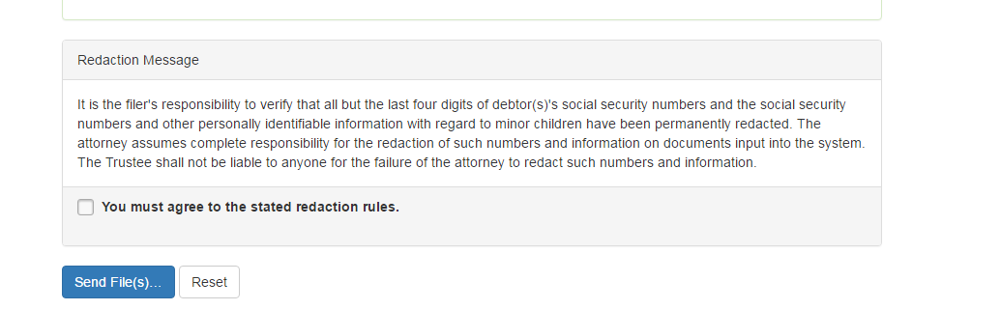 Redaction Message
It is the filer's responsibility to verify that all but the last four digits of debtor(s)'s social security numbers and the social security
numbers and other personally identifiable information with regard to minor children have been permanently redacted. The
attorney assumes complete responsibility for the redaction of such numbers and information on documents input into the system.
The Trustee shall not be liable to anyone for the failure of the attorney to redact such numbers and information.
You must agree to the stated redaction rules.
Send File(s)... Reset